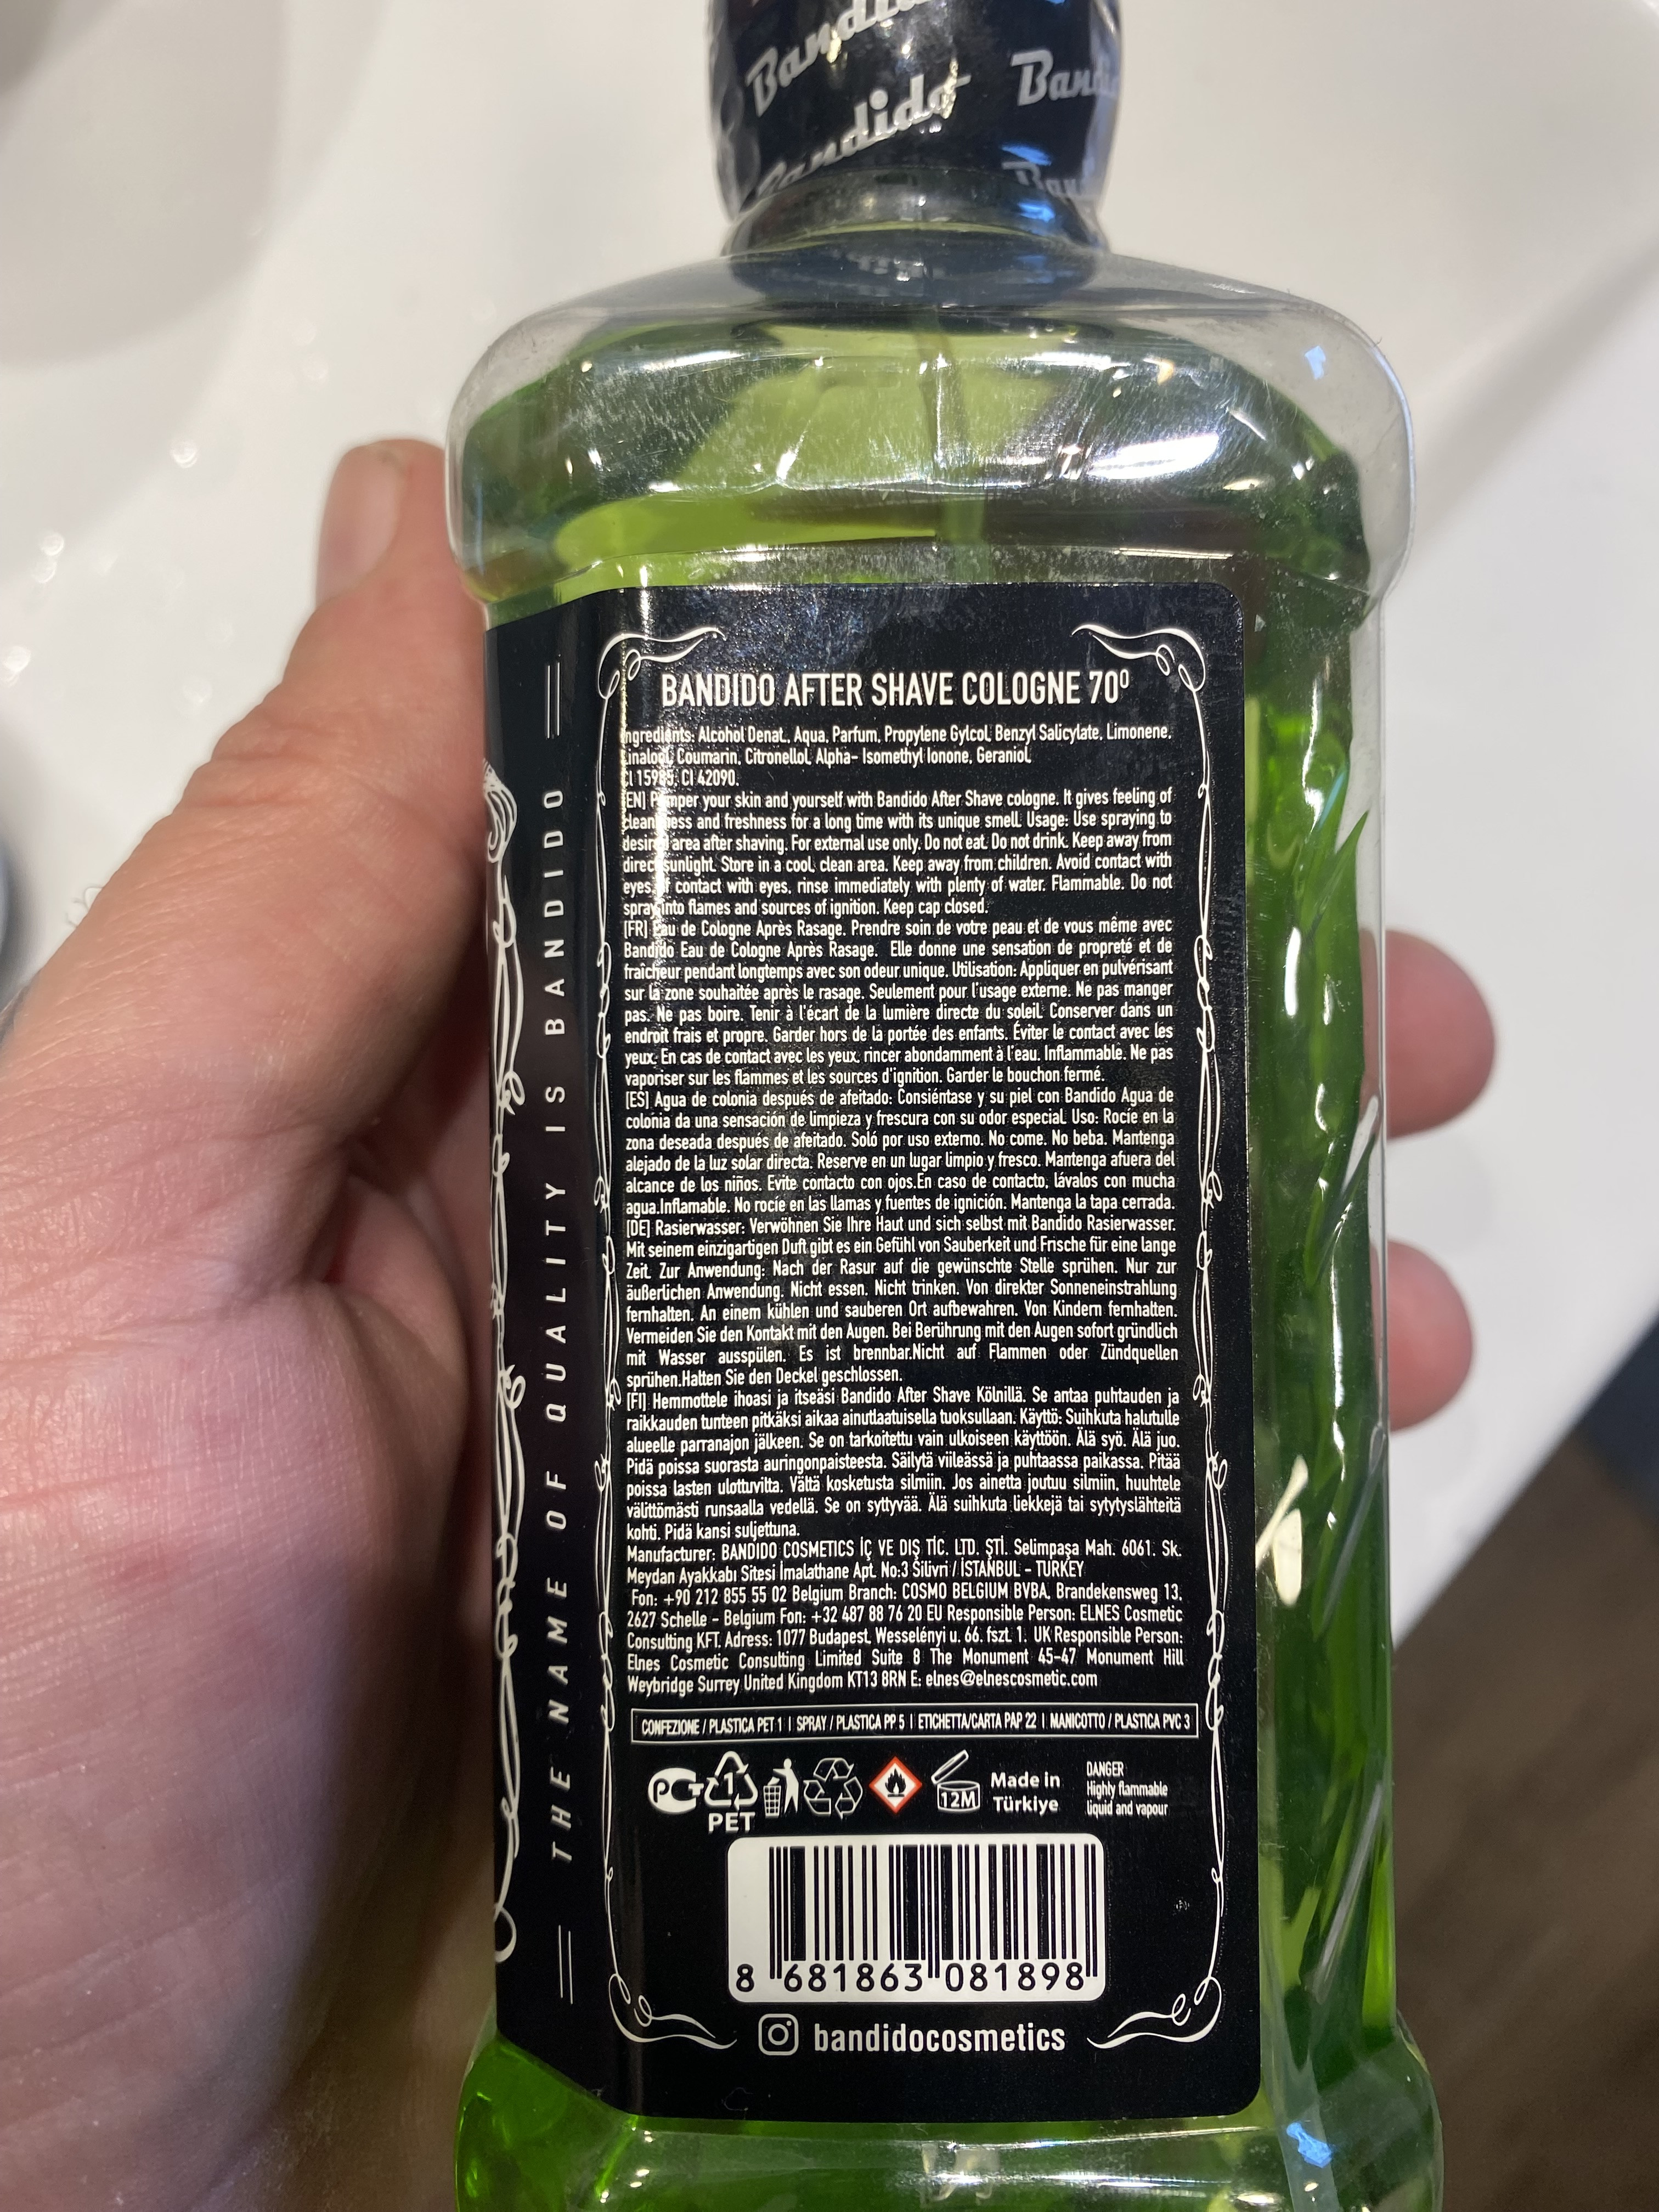 Bandido
Bandido
BANDIDO AFTER SHAVE COLOGNE 70⁰
Ingredients: Alcohol Denat., Aqua, Parfum, Propylene Gylcol, Benzyl Salicylate, Limonene,
Linalool, Coumarin, Citronellol, Alpha- Isomethyl Ionone, Geraniol,
CI 15985, CI 42090.
[EN] Pamper your skin and yourself with Bandido After Shave cologne. It gives feeling of
cleanliness and freshness for a long time with its unique smell. Usage: Use spraying to
desired area after shaving. For external use only. Do not eat. Do not drink. Keep away from
direct sunlight. Store in a cool, clean area. Keep away from children. Avoid contact with
eyes. contact with eyes, rinse immediately with plenty of water. Flammable. Do not
spray into flames and sources of ignition. Keep cap closed.
[FR] Eau de Cologne Après Rasage. Prendre soin de votre peau et de vous même avec
Bandido Eau de Cologne Après Rasage. Elle donne une sensation de propreté et de
fraîcheur pendant longtemps avec son odeur unique. Utilisation: Appliquer en pulvérisant
sur la zone souhaitée après le rasage. Seulement pour l'usage externe. Ne pas manger
pas. Ne pas boire. Tenir à l'écart de la lumière directe du soleil. Conserver dans un
endroit frais et propre. Garder hors de la portée des enfants. Éviter le contact avec les
yeux. En cas de contact avec les yeux, rincer abondamment à l'eau. Inflammable. Ne pas
vaporiser sur les flammes et les sources d'ignition. Garder le bouchon fermé.
[ES] Agua de colonia después de afeitado: Consiéntase y su piel con Bandido Agua de
colonia da una sensación de limpieza y frescura con su odor especial. Uso: Rocíe en la
zona deseada después de afeitado. Soló por uso externo. No come. No beba. Mantenga
alejado de la luz solar directa. Reserve en un lugar limpio y fresco. Mantenga afuera del
alcance de los niños. Evite contacto con ojos.En caso de contacto, lávalos con mucha
agua.Inflamable. No rocíe en las llamas y fuentes de ignición. Mantenga la tapa cerrada.
[DE] Rasierwasser: Verwöhnen Sie Ihre Haut und sich selbst mit Bandido Rasierwasser.
Mit seinem einzigartigen Duft gibt es ein Gefühl von Sauberkeit und Frische für eine lange
Zeit. Zur Anwendung: Nach der Rasur auf die gewünschte Stelle sprühen. Nur zur
äußerlichen Anwendung. Nicht essen. Nicht trinken. Von direkter Sonneneinstrahlung
fernhalten. An einem kühlen und sauberen Ort aufbewahren. Von Kindern fernhalten.
Vermeiden Sie den Kontakt mit den Augen. Bei Berührung mit den Augen sofort gründlich
mit Wasser ausspülen. Es ist brennbar.Nicht auf Flammen oder Zündquellen
sprühen.Halten Sie den Deckel geschlossen.
[FI] Hemmottele ihoasi ja itseäsi Bandido After Shave Kölnillä. Se antaa puhtauden ja
raikkauden tunteen pitkäksi aikaa ainutlaatuisella tuoksullaan. Käyttö: Suihkuta halutulle
alueelle parranajon jälkeen. Se on tarkoitettu vain ulkoiseen käyttöön. Älä syö. Älä juo.
Pidä poissa suorasta auringonpaisteesta. Säilytä viileässä ja puhtaassa paikassa. Pitää
poissa lasten ulottuvitta. Vältä kosketusta silmiin. Jos ainetta joutuu silmiin, huuhtele
välittömästi runsaalla vedellä. Se on syttyvää. Älä suihkuta liekkejä tai sytytyslähteitä
kohti. Pidä kansi suljettuna.
Manufacturer: BANDIDO COSMETICS İÇ VE DIŞ TİC. LTD. ŞTİ. Selimpaşa Mah. 6061. Sk.
Meydan Ayakkabı Sitesi İmalathane Apt. No:3 Silivri / İSTANBUL - TURKEY
Fon: +90 212 855 55 02 Belgium Branch: COSMO BELGIUM BVBA. Brandekensweg 13,
2627 Schelle - Belgium Fon: +32 487 88 76 20 EU Responsible Person: ELNES Cosmetic
Consulting KFT. Adress: 1077 Budapest, Wesselényi u. 66. fszt. 1. UK Responsible Person:
Elnes Cosmetic Consulting Limited Suite 8 The Monument 45-47 Monument Hill
Weybridge Surrey United Kingdom KT13 8RN E: elnes@elnescosmetic.com
CONFEZIONE / PLASTICA PET 1 | SPRAY / PLASTICA PP 5 | ETICHETTA/CARTA PAP 22 | MANICOTTO / PLASTICA PVC 3
1
PET
12M
Made in
Türkiye
DANGER
Highly flammable
liquid and vapour
8 681863 081898
bandidocosmetics
THE NAME OF QUALITY IS BANDIDO